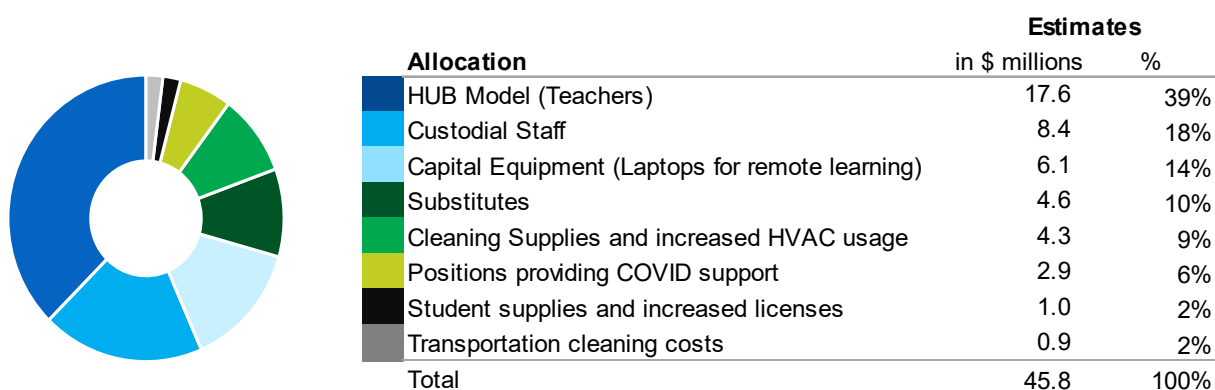 Estimates
Allocation in $ millions %
HUB Model (Teachers) 17.6 39%
Custodial Staff 8.4 18%
Capital Equipment (Laptops for remote learning) 6.1 14%
Substitutes 4.6 10%
Cleaning Supplies and increased HVAC usage 4.3 9%
Positions providing COVID support 2.9 6%
Student supplies and increased licenses 1.0 2%
Transportation cleaning costs 0.9 2%
Total 45.8 100%